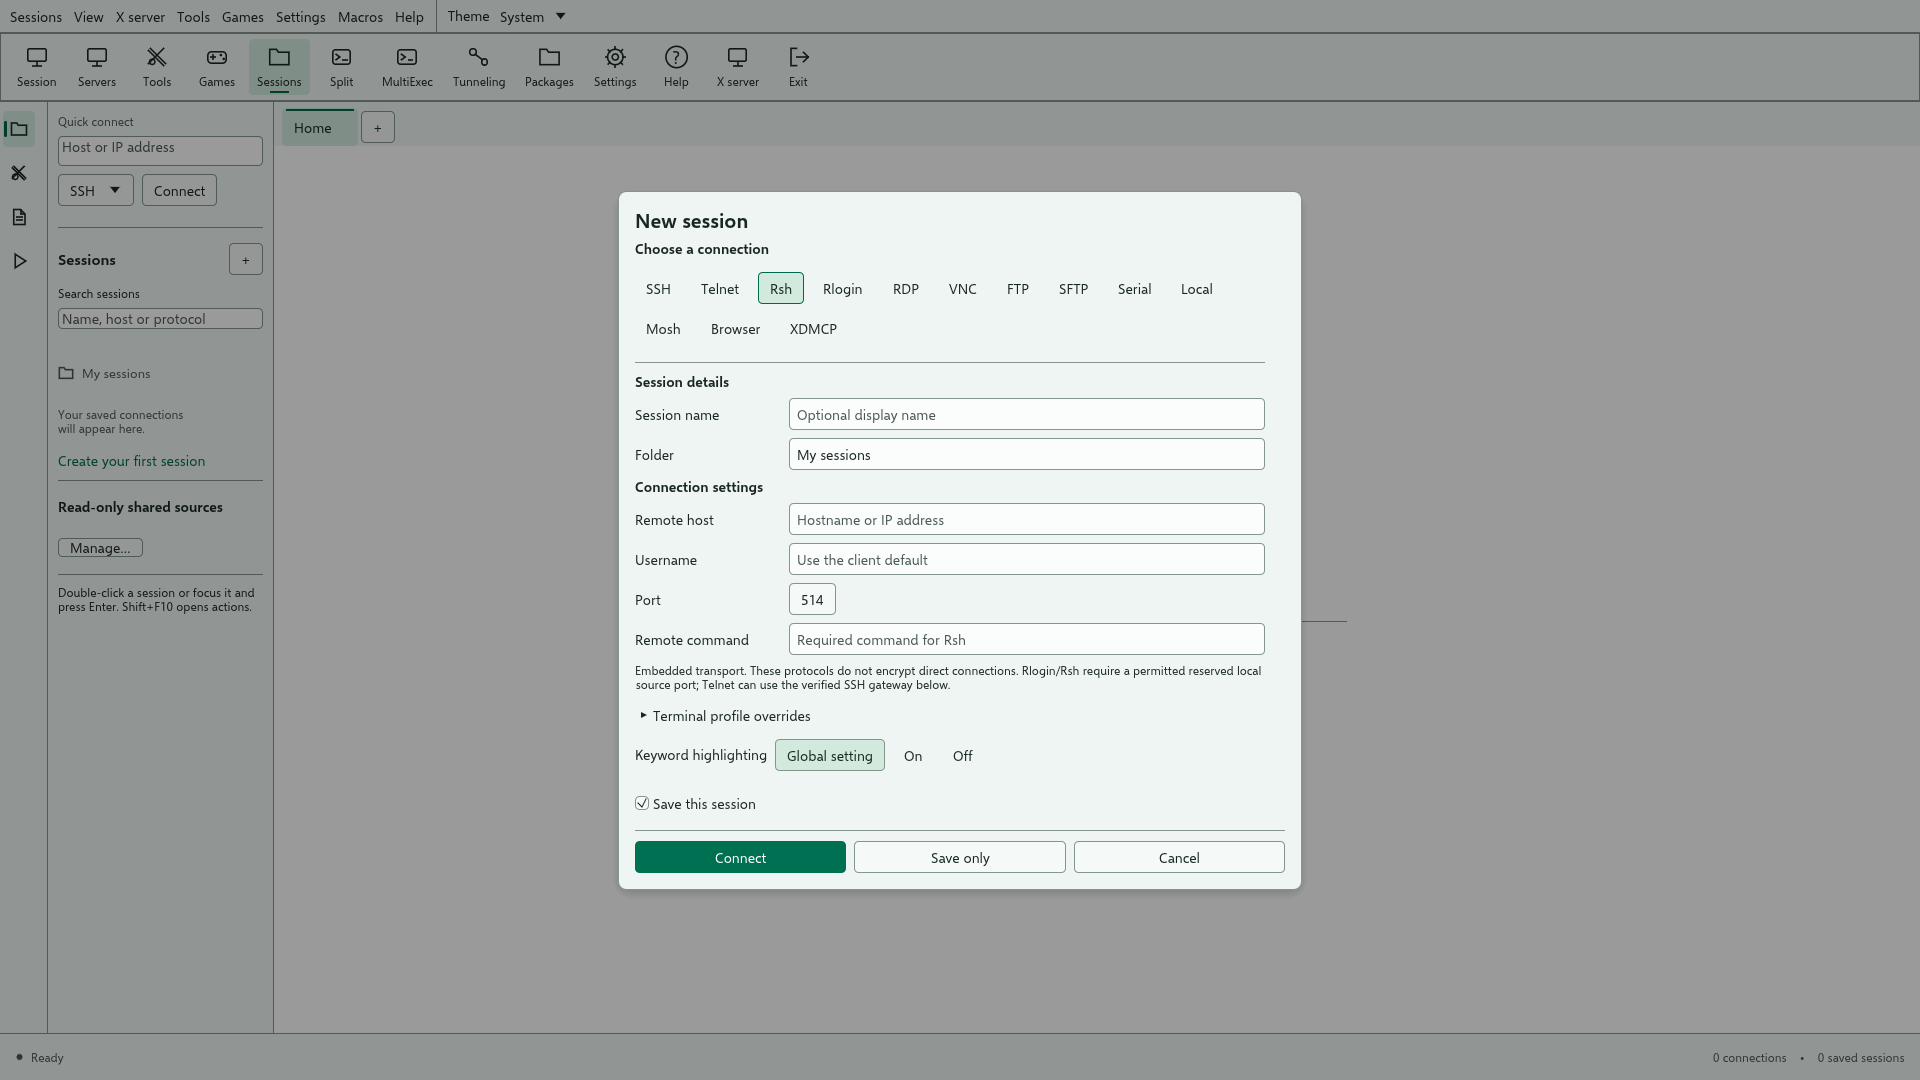 Sessions View X server Tools Games Settings Macros Help Theme System
Session Servers Tools Games Sessions Split MultiExec Tunneling Packages Settings Help X server Exit
Quick connect
Host or IP address
SSH Connect
Sessions +
Search sessions
Name, host or protocol
My sessions
Your saved connections
will appear here.
Create your first session
Read-only shared sources
Manage...
Double-click a session or focus it and
press Enter. Shift+F10 opens actions.
Home +
New session
Choose a connection
SSH Telnet Rsh Rlogin RDP VNC FTP SFTP Serial Local
Mosh Browser XDMCP
Session details
Session name Optional display name
Folder My sessions
Connection settings
Remote host Hostname or IP address
Username Use the client default
Port 514
Remote command Required command for Rsh
Embedded transport. These protocols do not encrypt direct connections. Rlogin/Rsh require a permitted reserved local
source port; Telnet can use the verified SSH gateway below.
Terminal profile overrides
Keyword highlighting Global setting On Off
Save this session
Connect Save only Cancel
Ready 0 connections • 0 saved sessions